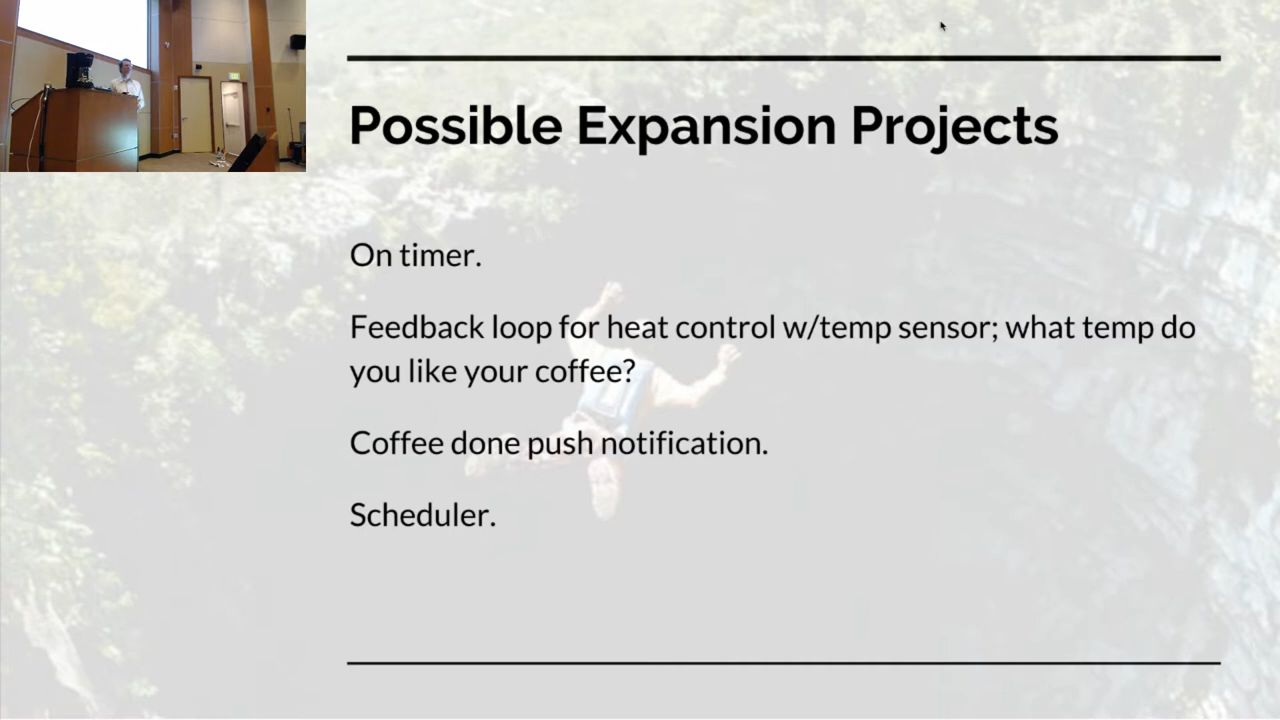 Possible Expansion Projects
On timer.
Feedback loop for heat control w/temp sensor; what temp do
you like your coffee?
Coffee done push notification.
Scheduler.